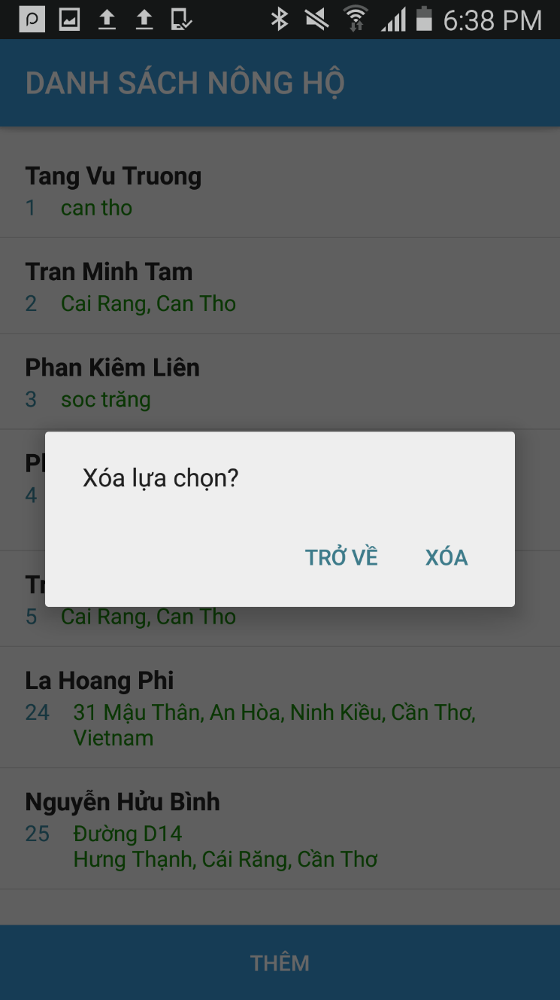 6:38 PM
DANH SÁCH NÔNG HỘ
Tang Vu Truong
1 can tho
Tran Minh Tam
2 Cai Rang, Can Tho
Phan Kiêm Liên
3 soc trăng
4
Xóa lựa chọn?
TRỞ VỀ XÓA
5 Cai Rang, Can Tho
La Hoang Phi
24 31 Mậu Thân, An Hòa, Ninh Kiều, Cần Thơ,
Vietnam
Nguyễn Hửu Bình
25 Đường D14
Hưng Thạnh, Cái Răng, Cần Thơ
THÊM